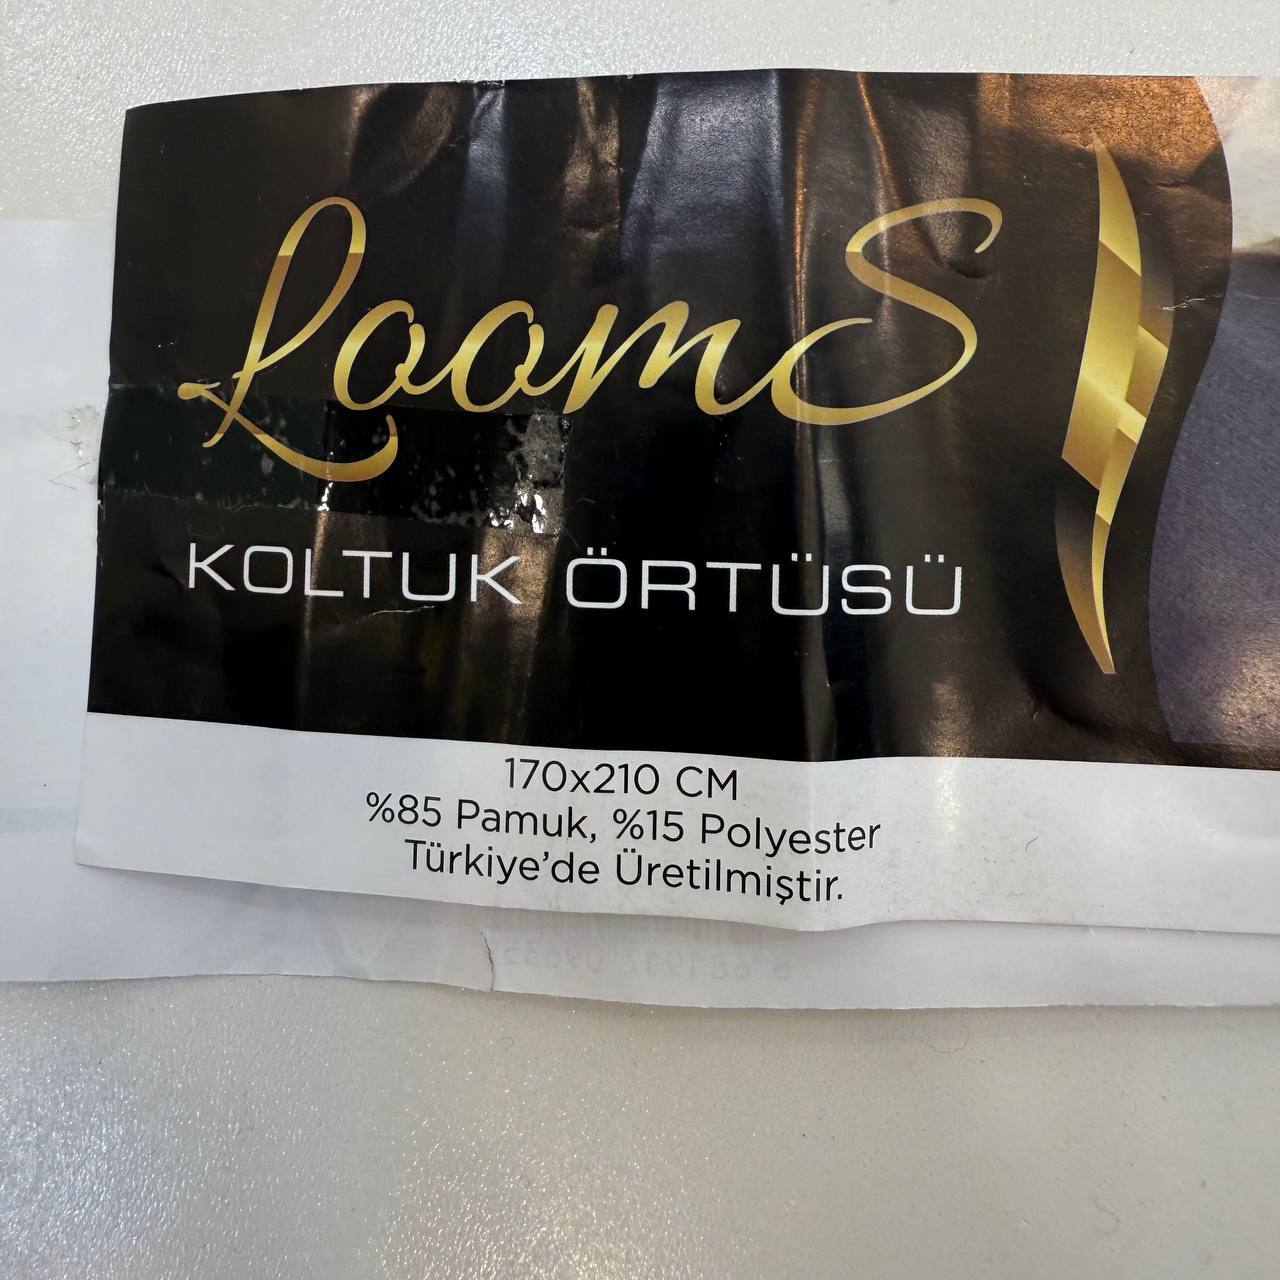 LoomS
KOLTUK ÖRTÜSÜ
170x210 CM
%85 Pamuk, %15 Polyester
Türkiye'de Üretilmiştir.